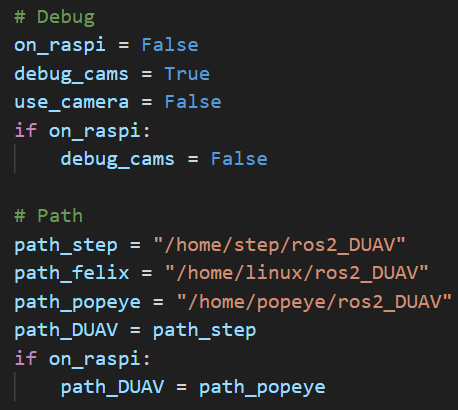 # Debug
on_raspi = False
debug_cams = True
use_camera = False
if on_raspi:
    debug_cams = False

# Path
path_step = "/home/step/ros2_DUAV"
path_felix = "/home/linux/ros2_DUAV"
path_popeye = "/home/popeye/ros2_DUAV"
path_DUAV = path_step
if on_raspi:
    path_DUAV = path_popeye